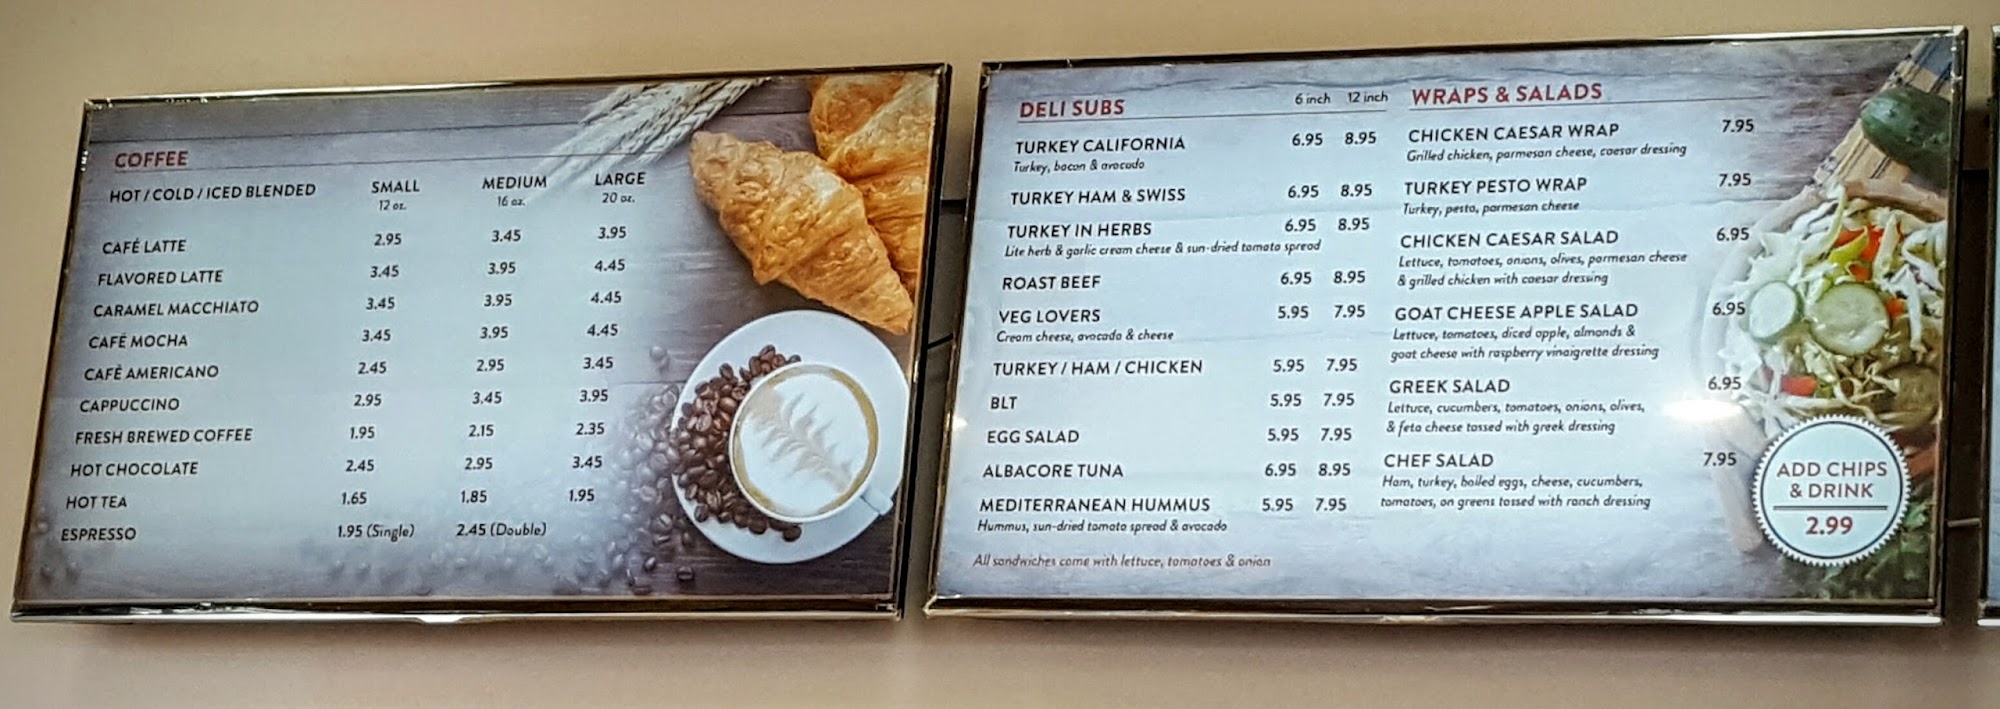 COFFEE
HOT / COLD / ICED BLENDED SMALL MEDIUM LARGE
12 oz. 16 oz. 20 oz.
CAFÉ LATTE 2.95 3.45 3.95
FLAVORED LATTE 3.45 3.95 4.45
CARAMEL MACCHIATO 3.45 3.95 4.45
CAFÉ MOCHA 3.45 3.95 4.45
CAFÈ AMERICANO 2.45 2.95 3.45
CAPPUCCINO 2.95 3.45 3.95
FRESH BREWED COFFEE 1.95 2.15 2.35
HOT CHOCOLATE 2.45 2.95 3.45
HOT TEA 1.65 1.85 1.95
ESPRESSO 1.95 (Single) 2.45 (Double)
DELI SUBS 6 inch 12 inch
TURKEY CALIFORNIA 6.95 8.95
Turkey, bacon & avocado
TURKEY HAM & SWISS 6.95 8.95
TURKEY IN HERBS 6.95 8.95
Lite herb & garlic cream cheese & sun-dried tomato spread
ROAST BEEF 6.95 8.95
VEG LOVERS 5.95 7.95
Cream cheese, avocado & cheese
TURKEY / HAM / CHICKEN 5.95 7.95
BLT 5.95 7.95
EGG SALAD 5.95 7.95
ALBACORE TUNA 6.95 8.95
MEDITERRANEAN HUMMUS 5.95 7.95
Hummus, sun-dried tomato spread & avocado
All sandwiches come with lettuce, tomatoes & onion
WRAPS & SALADS
CHICKEN CAESAR WRAP 7.95
Grilled chicken, parmesan cheese, caesar dressing
TURKEY PESTO WRAP 7.95
Turkey, pesto, parmesan cheese
CHICKEN CAESAR SALAD 6.95
Lettuce, tomatoes, onions, olives, parmesan cheese
& grilled chicken with caesar dressing
GOAT CHEESE APPLE SALAD 6.95
Lettuce, tomatoes, diced apple, almonds &
goat cheese with raspberry vinaigrette dressing
GREEK SALAD 6.95
Lettuce, cucumbers, tomatoes, onions, olives,
& feta cheese tossed with greek dressing
CHEF SALAD 7.95
Ham, turkey, boiled eggs, cheese, cucumbers,
tomatoes, on greens tossed with ranch dressing
ADD CHIPS
& DRINK
2.99